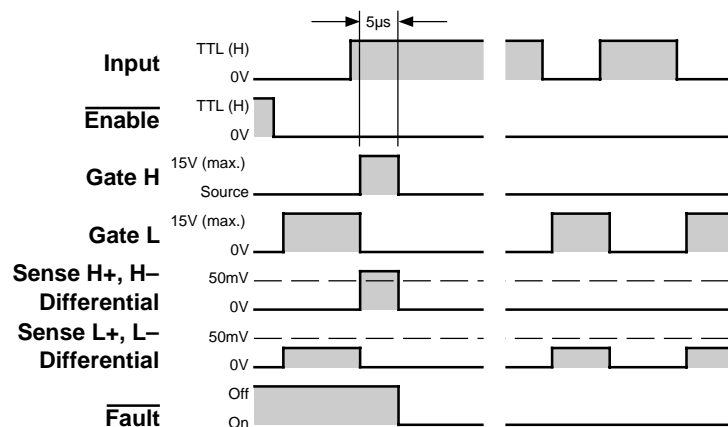 5µs
Input
TTL (H)
0V
Enable
TTL (H)
0V
Gate H
15V (max.)
Source
Gate L
15V (max.)
0V
Sense H+, H–
Differential
50mV
0V
Sense L+, L–
Differential
50mV
0V
Fault
Off
On